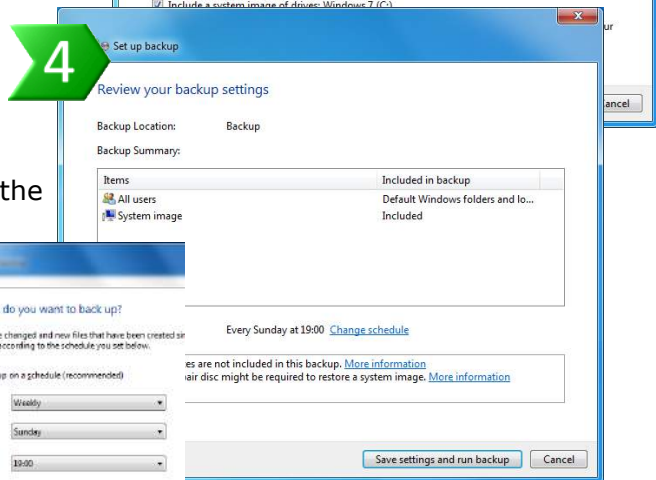 Include a system image of drives: Windows 7 (C:)
ur
ancel
4
Set up backup
Review your backup settings
Backup Location: Backup
Backup Summary:
Items Included in backup
All users Default Windows folders and lo...
System image Included
the
Every Sunday at 19:00 Change schedule
es are not included in this backup. More information
air disc might be required to restore a system image. More information
Save settings and run backup Cancel
do you want to back up?
changed and new files that have been created sin
according to the schedule you set below.
up on a schedule (recommended)
Weekly
Sunday
19:00